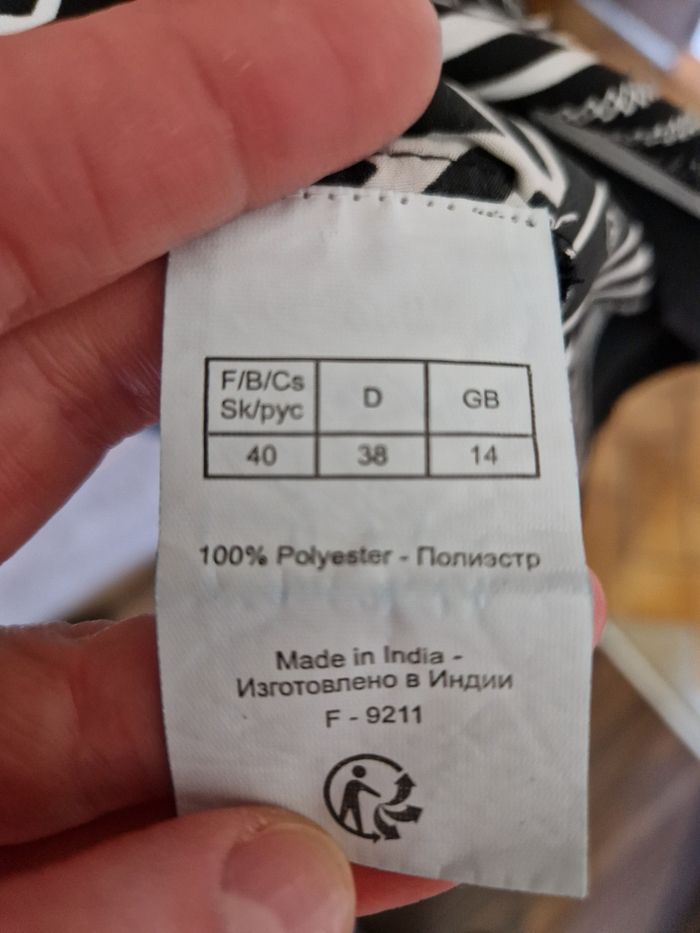 F/B/Cs
Sk/рус
D
GB
40
38
14
100% Polyester - Полиэстр
Made in India -
Изготовлено в Индии
F - 9211